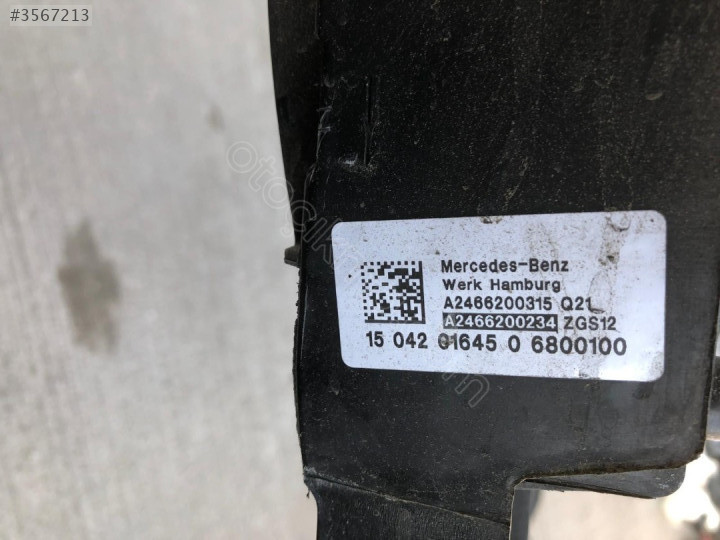 #3567213
Mercedes-Benz
Werk Hamburg
A2466200315 Q21
A2466200234 ZGS12
15 042 01645 0 6800100